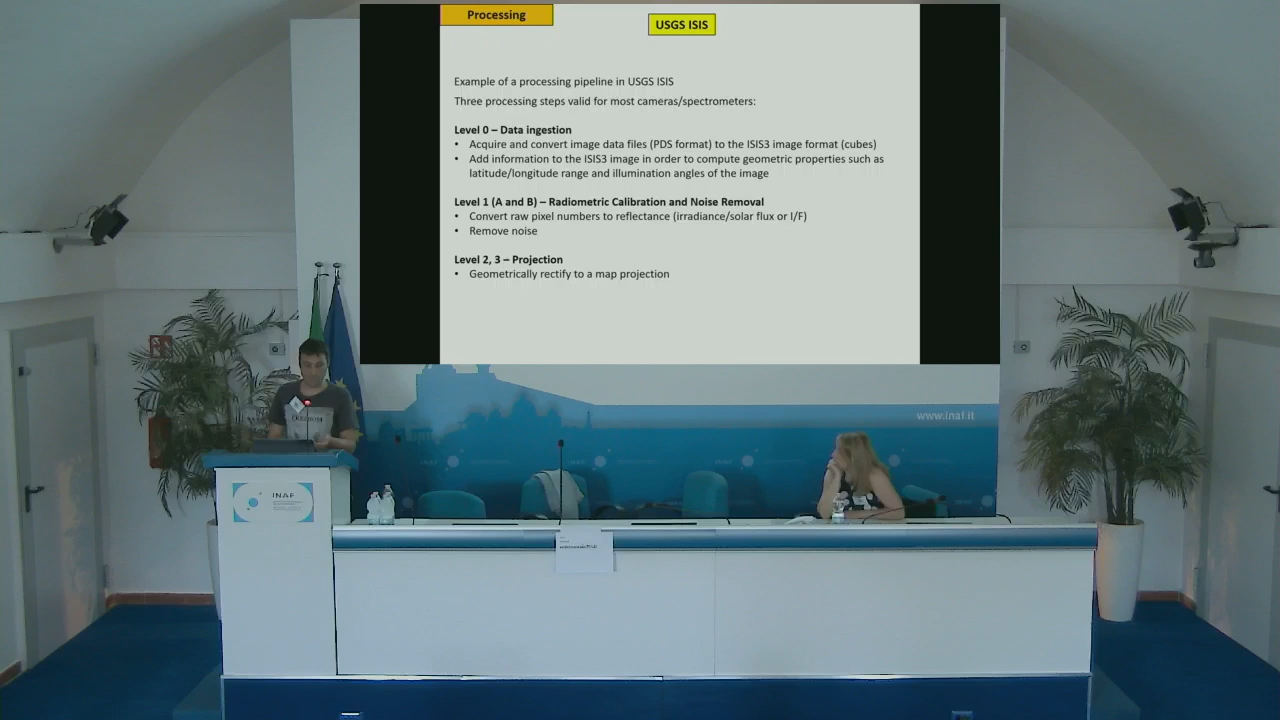 Processing
USGS ISIS
Example of a processing pipeline in USGS ISIS
Three processing steps valid for most cameras/spectrometers:
Level 0 – Data ingestion
• Acquire and convert image data files (PDS format) to the ISIS3 image format (cubes)
• Add information to the ISIS3 image in order to compute geometric properties such as
latitude/longitude range and illumination angles of the image
Level 1 (A and B) – Radiometric Calibration and Noise Removal
• Convert raw pixel numbers to reflectance (irradiance/solar flux or I/F)
• Remove noise
Level 2, 3 – Projection
• Geometrically rectify to a map projection
www.inaf.it
INAF